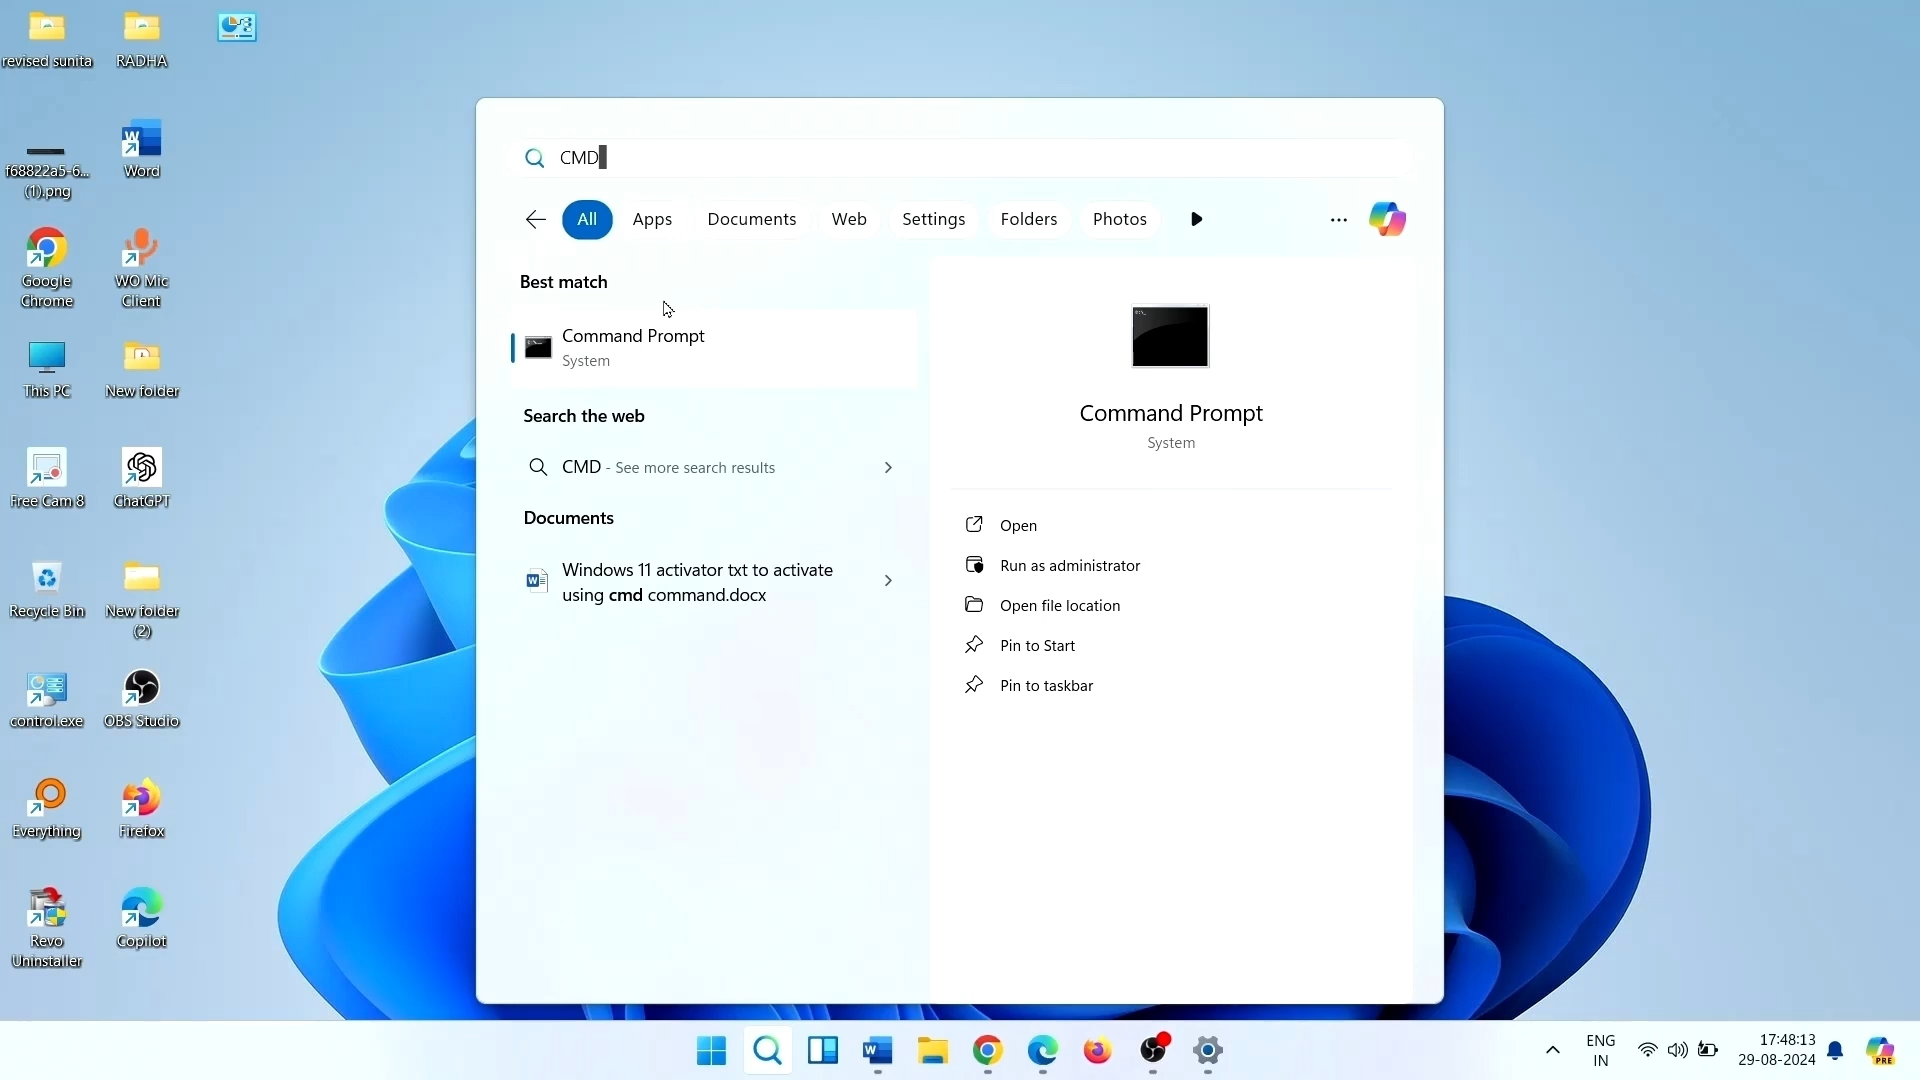 revised sunita
RADHA
f68822a5-6...
(1).png
Word
Google
Chrome
WO Mic
Client
This PC
New folder
Free Cam 8
ChatGPT
Recycle Bin
New folder
(2)
control.exe
OBS Studio
Everything
Firefox
Revo
Uninstaller
Copilot
CMD
All
Apps
Documents
Web
Settings
Folders
Photos
Best match
Command Prompt
System
Search the web
CMD - See more search results
Documents
Windows 11 activator txt to activate
using cmd command.docx
Command Prompt
System
Open
Run as administrator
Open file location
Pin to Start
Pin to taskbar
ENG
IN
17:48:13
29-08-2024
PRE